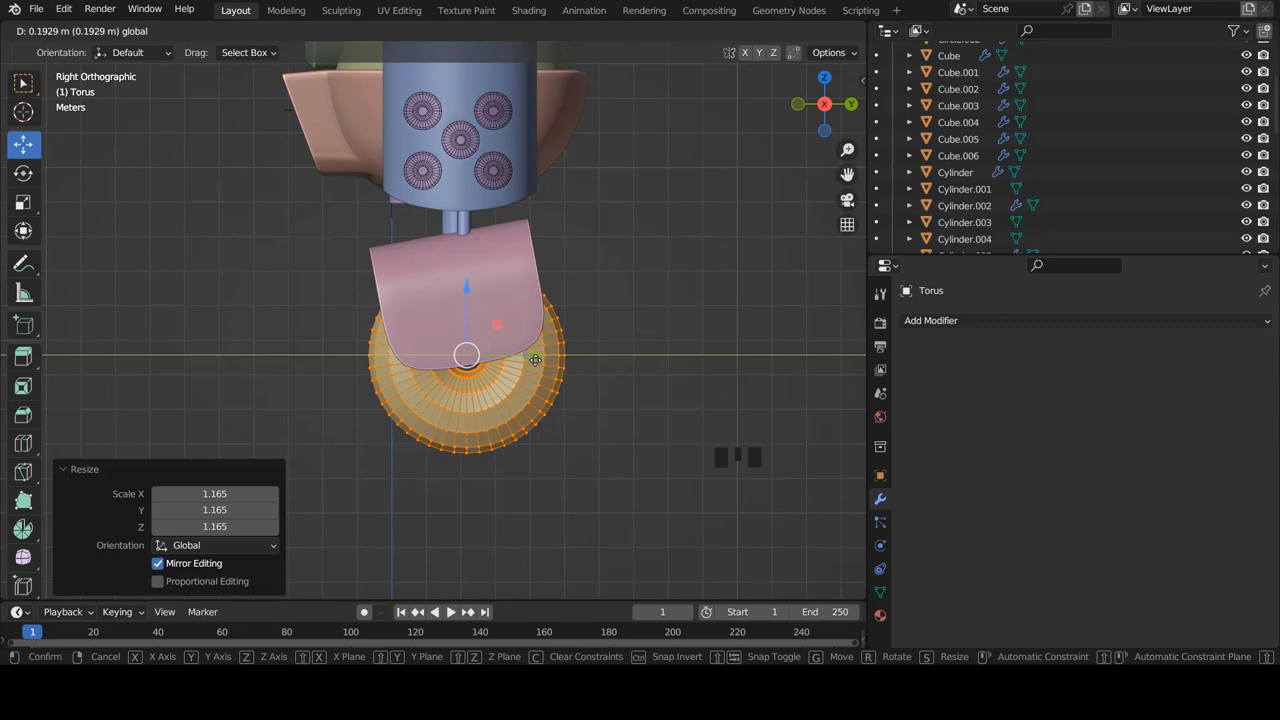 File Edit Render Window Help Layout Modeling Sculpting UV Editing Texture Paint Shading Animation Rendering Compositing Geometry Nodes Scripting + Scene ViewLayer
D: 0.1929 m (0.1929 m) global
Orientation: Default Drag: Select Box X Y Z Options
Right Orthographic
(1) Torus
Meters
Z
X
Y
Cube
Cube.001
Cube.002
Cube.003
Cube.004
Cube.005
Cube.006
Cylinder
Cylinder.001
Cylinder.002
Cylinder.003
Cylinder.004
Torus
Add Modifier
Resize
Scale X 1.165
Y 1.165
Z 1.165
Orientation Global
Mirror Editing
Proportional Editing
Playback Keying View Marker 1 Start 1 End 250
1 20 40 60 80 100 120 140 160 180 200 220 240
Confirm Cancel X X Axis Y Y Axis Z Z Axis X X Plane Y Y Plane Z Z Plane C Clear Constraints Ctrl Snap Invert Snap Toggle G Move R Rotate S Resize Automatic Constraint Automatic Constraint Plane